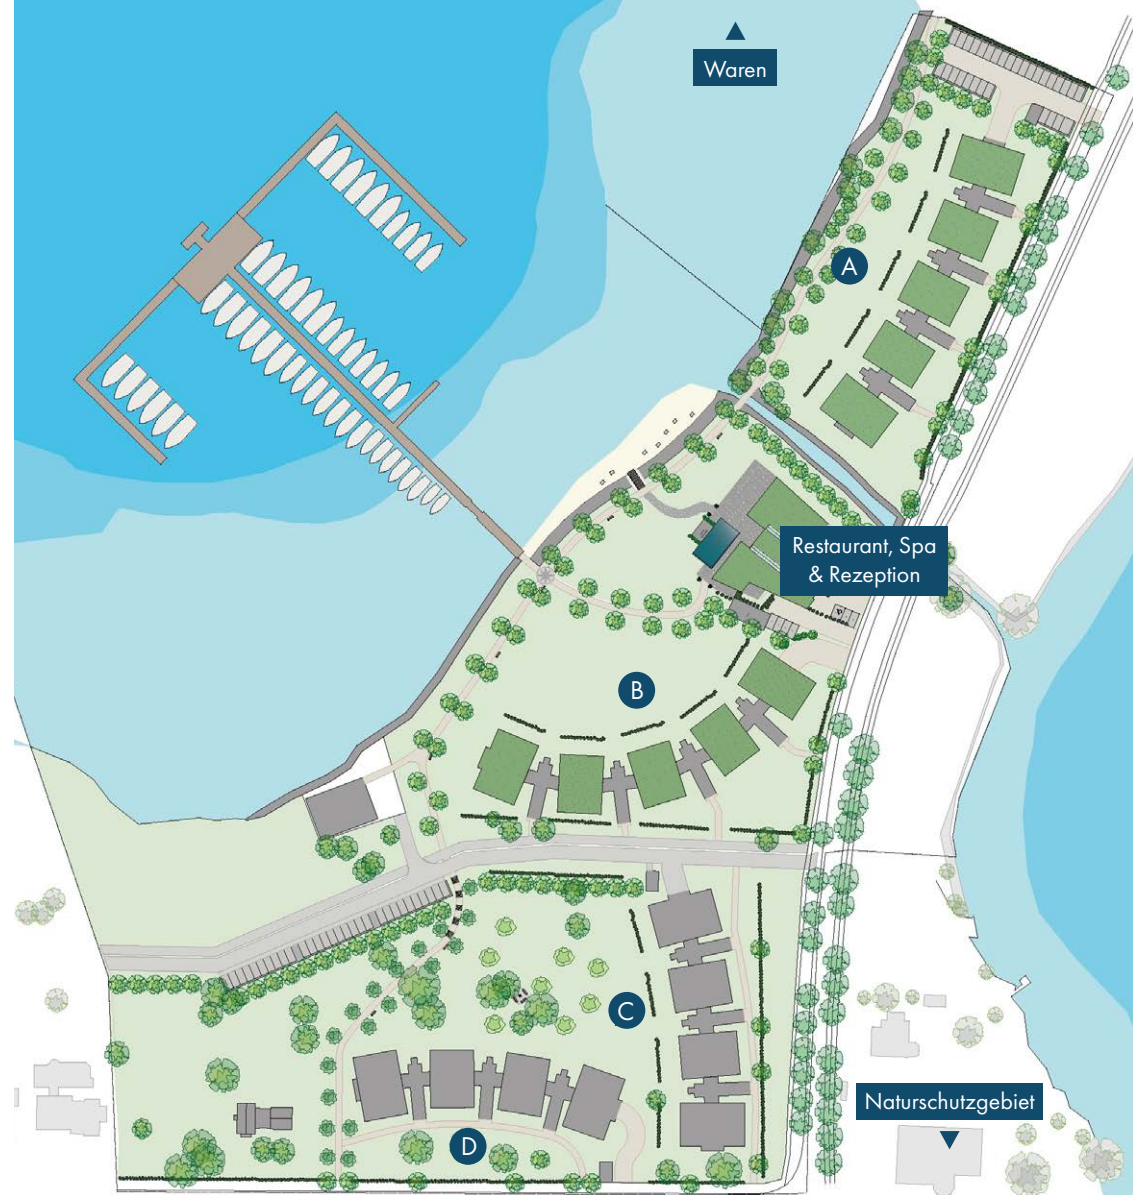 Waren
A
Restaurant, Spa
& Rezeption
B
C
Naturschutzgebiet
D